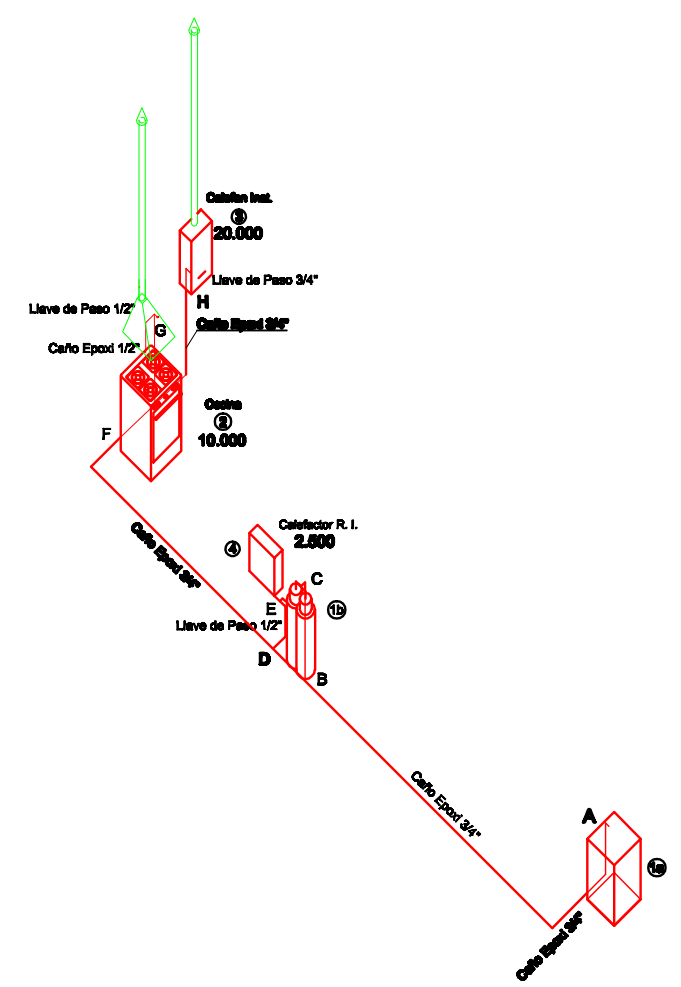 Calefon Inst.
3
20.000
Llave de Paso 3/4"
H
Llave de Paso 1/2"
Caño Epoxi 3/4"
G
Caño Epoxi 1/2"
Cocina
2
10.000
F
Calefactor R. I.
2.500
4
Caño Epoxi 3/4"
C
E
1b
Llave de Paso 1/2"
D
B
Caño Epoxi 3/4"
A
1a
Caño Epoxi 3/4"